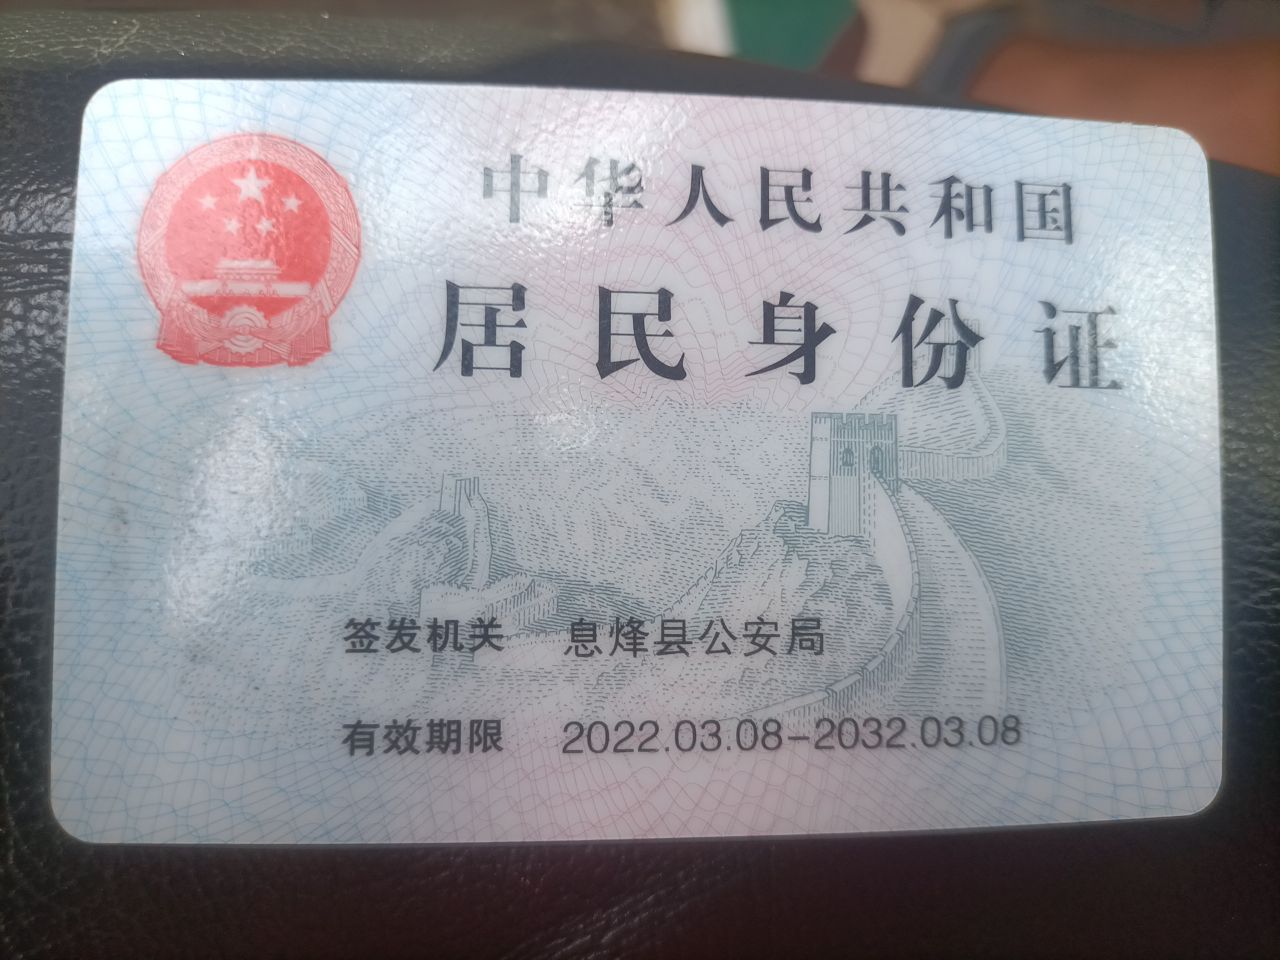 中华人民共和国
居民身份证
签发机关 息烽县公安局
有效期限 2022.03.08-2032.03.08